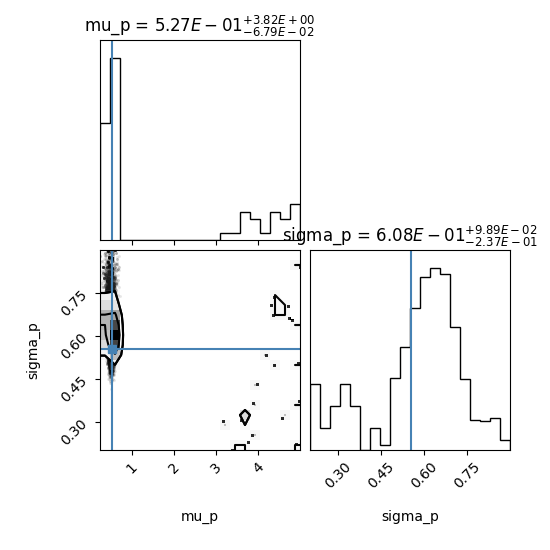 mu_p = 5.27E − 01 +3.82E + 00 −6.79E − 02
sigma_p = 6.08E − 01 +9.89E − 02 −2.37E − 01
sigma_p
0.75
0.60
0.45
0.30
1 2 3 4
0.30 0.45 0.60 0.75
mu_p
sigma_p